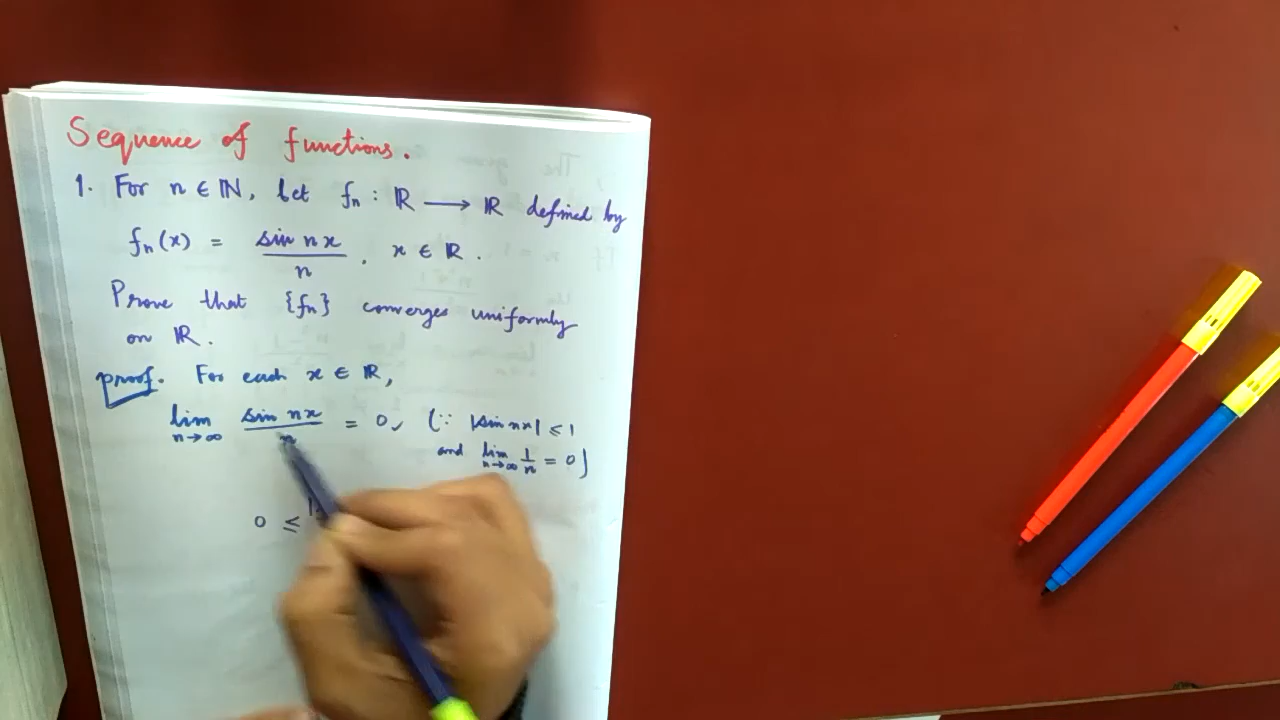 Sequence of functions.
1. For n ∈ ℕ, let fₙ : ℝ ⟶ ℝ defined by
fₙ(x) = sin nx / n , x ∈ ℝ.
Prove that {fₙ} converges uniformly
on ℝ.
proof. For each x ∈ ℝ,
lim n→∞ sin nx / n = 0, (∵ |sin nx| ≤ 1
and lim n→∞ 1/n = 0)
0 ≤ |